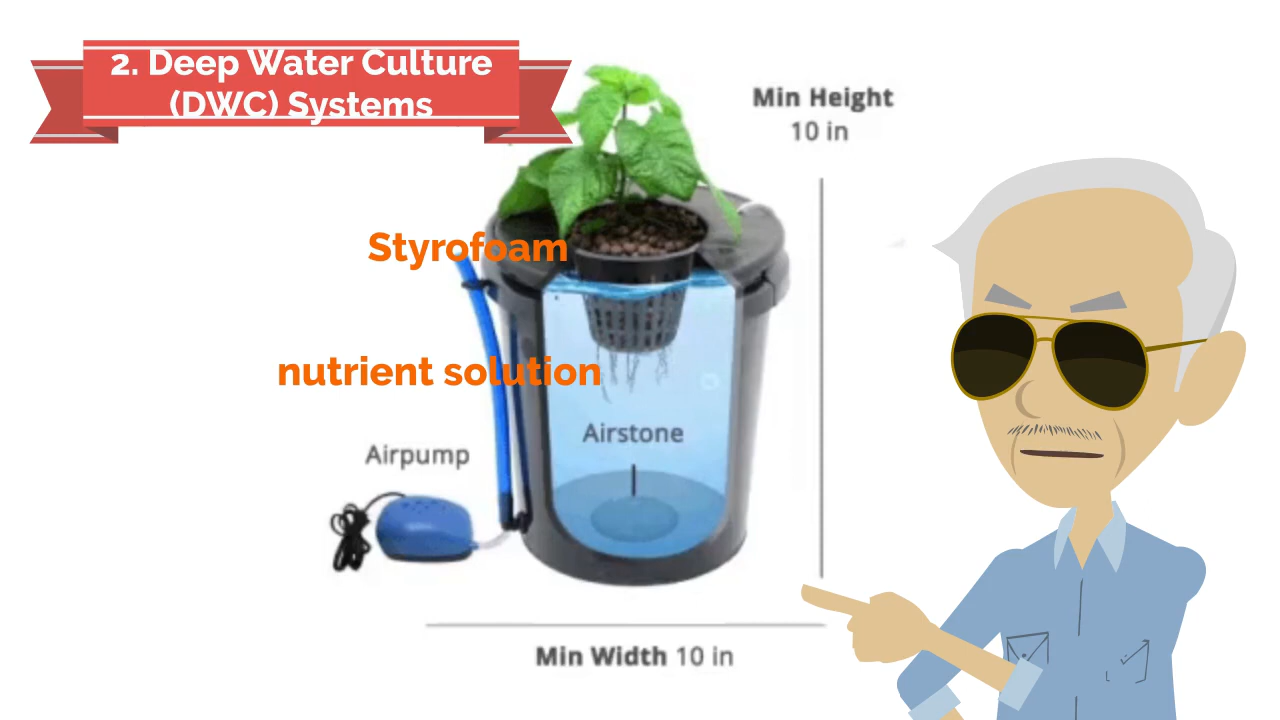 2. Deep Water Culture
(DWC) Systems
Min Height
10 in
Styrofoam
nutrient solution
Airstone
Airpump
Min Width 10 in